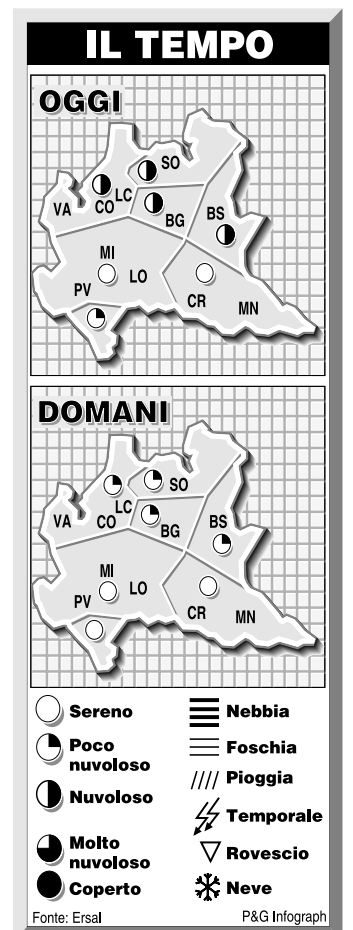 IL TEMPO
OGGI
SO
VA
CO
LC
BG
BS
MI
PV
LO
CR
MN
DOMANI
SO
VA
CO
LC
BG
BS
MI
PV
LO
CR
MN
Sereno
Poco
nuvoloso
Nuvoloso
Molto
nuvoloso
Coperto
Nebbia
Foschia
Pioggia
Temporale
Rovescio
Neve
Fonte: Ersal
P&G Infograph